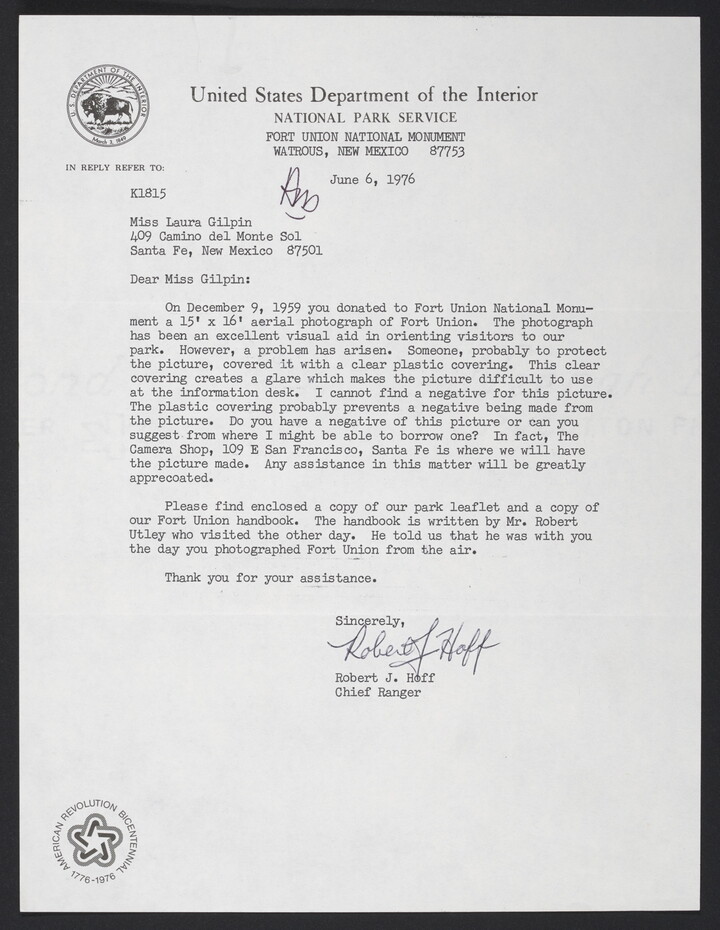 U. S. DEPARTMENT OF THE INTERIOR
March 3, 1849
United States Department of the Interior
NATIONAL PARK SERVICE
FORT UNION NATIONAL MONUMENT
WATROUS, NEW MEXICO 87753
IN REPLY REFER TO:
June 6, 1976
K1815
Miss Laura Gilpin
409 Camino del Monte Sol
Santa Fe, New Mexico 87501
Dear Miss Gilpin:
On December 9, 1959 you donated to Fort Union National Monu-
ment a 15' x 16' aerial photograph of Fort Union. The photograph
has been an excellent visual aid in orienting visitors to our
park. However, a problem has arisen. Someone, probably to protect
the picture, covered it with a clear plastic covering. This clear
covering creates a glare which makes the picture difficult to use
at the information desk. I cannot find a negative for this picture.
The plastic covering probably prevents a negative being made from
the picture. Do you have a negative of this picture or can you
suggest from where I might be able to borrow one? In fact, The
Camera Shop, 109 E San Francisco, Santa Fe is where we will have
the picture made. Any assistance in this matter will be greatly
apprecoated.
Please find enclosed a copy of our park leaflet and a copy of
our Fort Union handbook. The handbook is written by Mr. Robert
Utley who visited the other day. He told us that he was with you
the day you photographed Fort Union from the air.
Thank you for your assistance.
Sincerely,
Robert J Hoff
Robert J. Hoff
Chief Ranger
AMERICAN REVOLUTION BICENTENNIAL
1776-1976